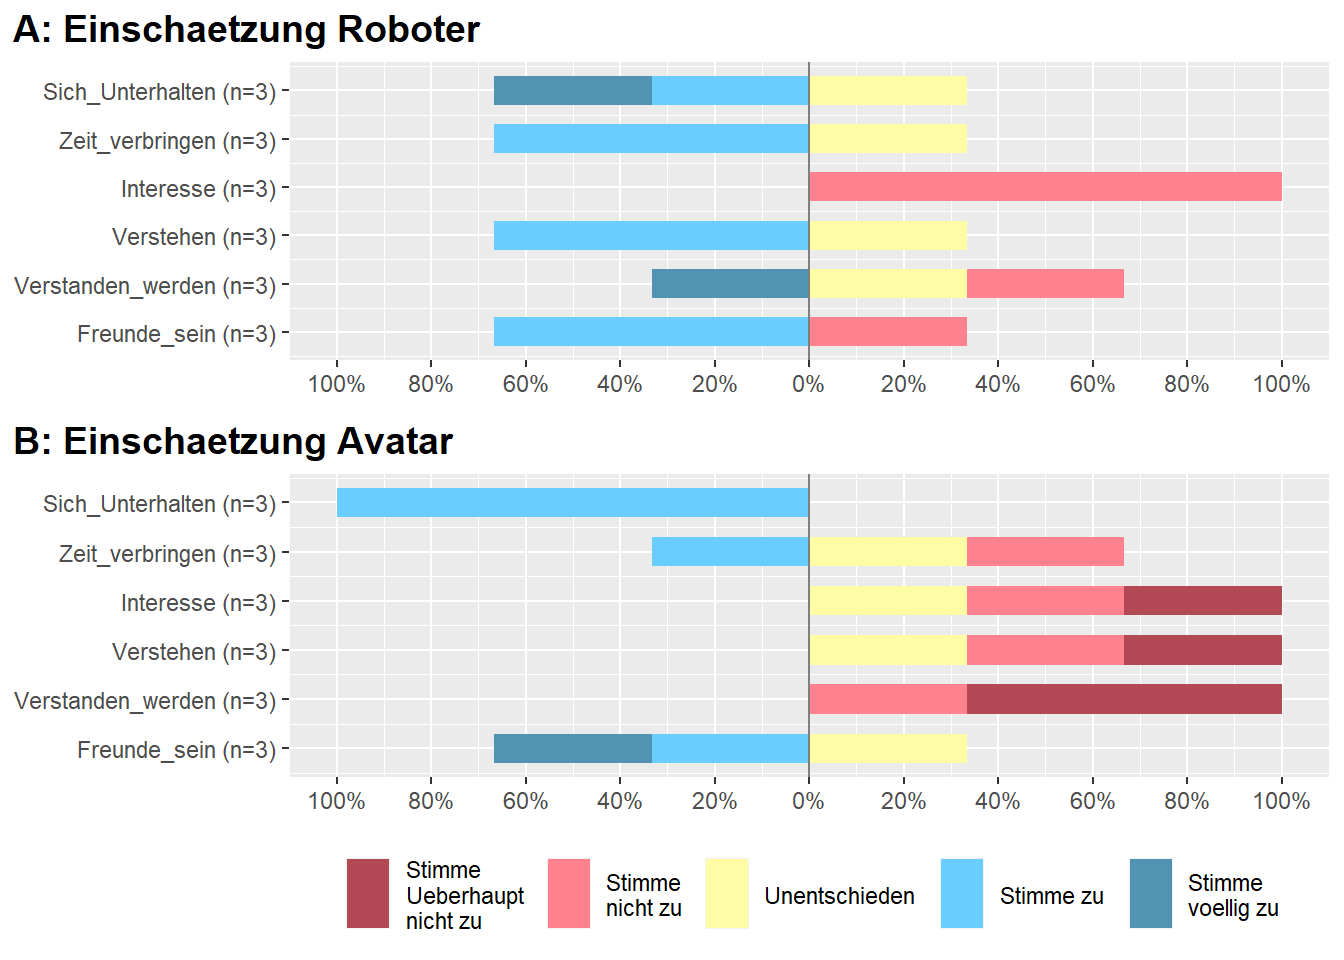 A: Einschaetzung Roboter
Sich_Unterhalten (n=3)
Zeit_verbringen (n=3)
Interesse (n=3)
Verstehen (n=3)
Verstanden_werden (n=3)
Freunde_sein (n=3)
100% 80% 60% 40% 20% 0% 20% 40% 60% 80% 100%
B: Einschaetzung Avatar
Sich_Unterhalten (n=3)
Zeit_verbringen (n=3)
Interesse (n=3)
Verstehen (n=3)
Verstanden_werden (n=3)
Freunde_sein (n=3)
100% 80% 60% 40% 20% 0% 20% 40% 60% 80% 100%
Stimme
Ueberhaupt
nicht zu
Stimme
nicht zu
Unentschieden
Stimme zu
Stimme
voellig zu